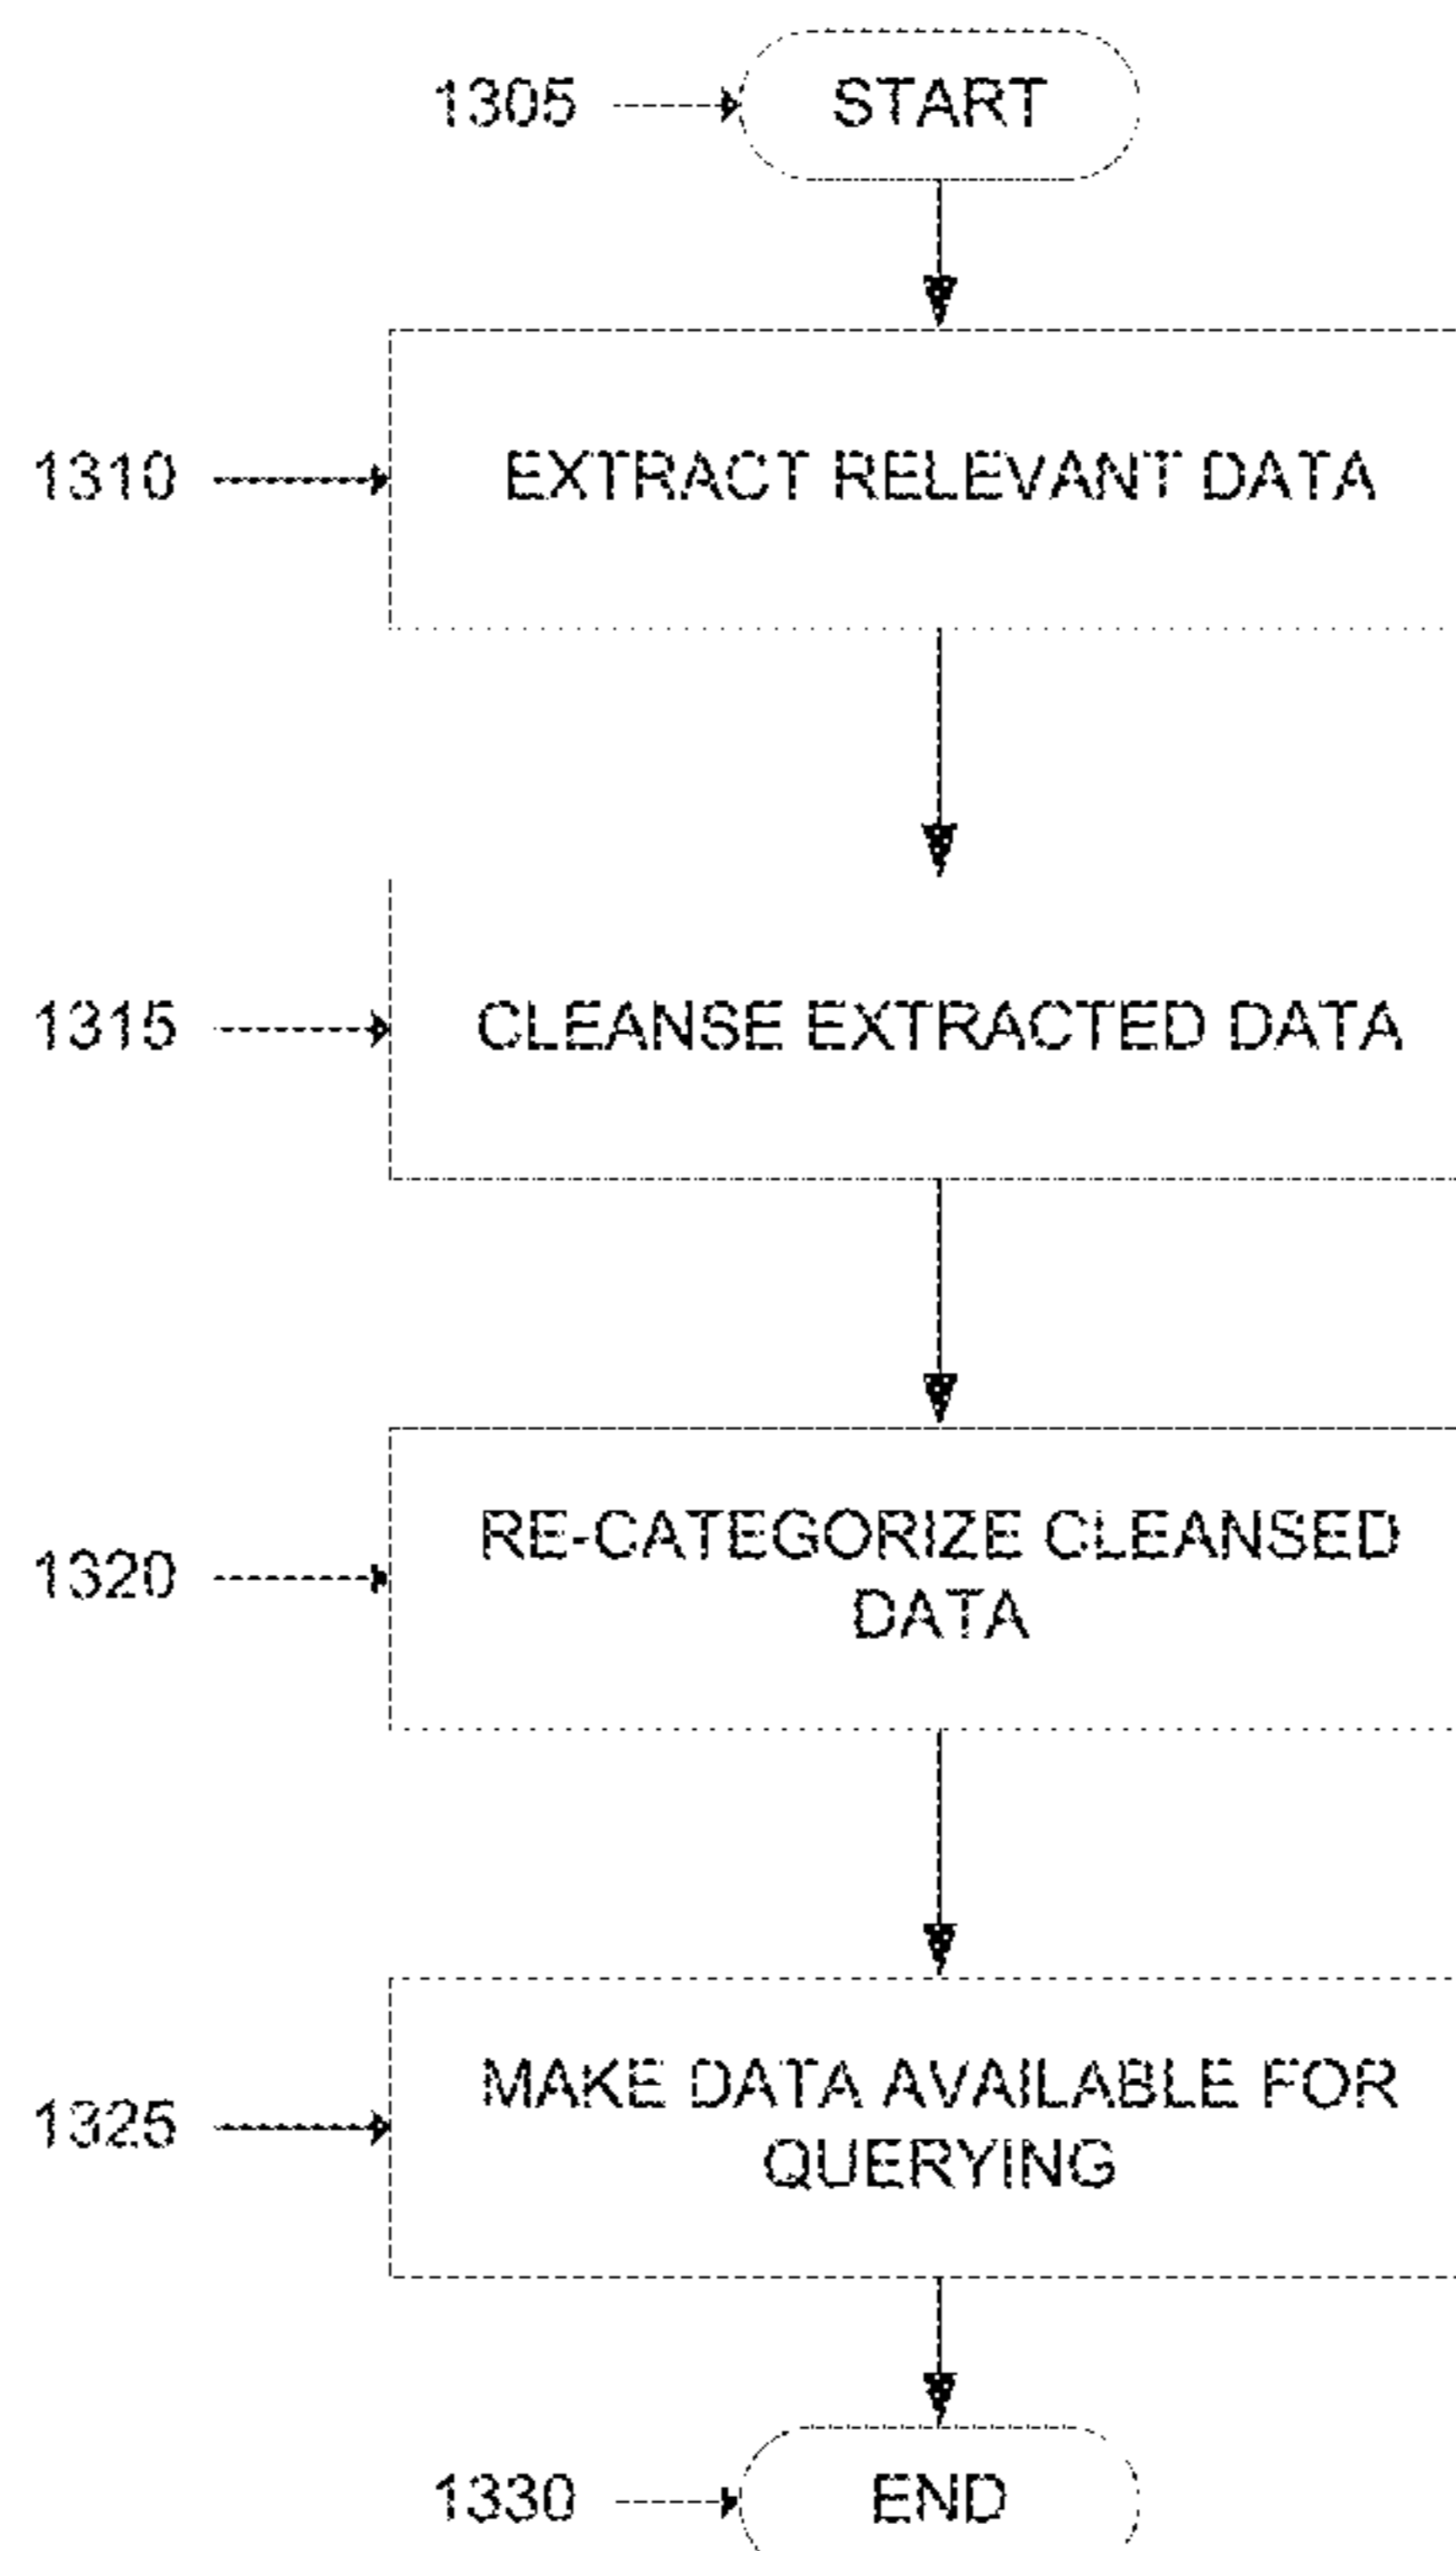 1305 START
1310 EXTRACT RELEVANT DATA
1315 CLEANSE EXTRACTED DATA
RE-CATEGORIZE CLEANSED
1320
DATA
MAKE DATA AVAILABLE FOR
1325
QUERYING
1330 END